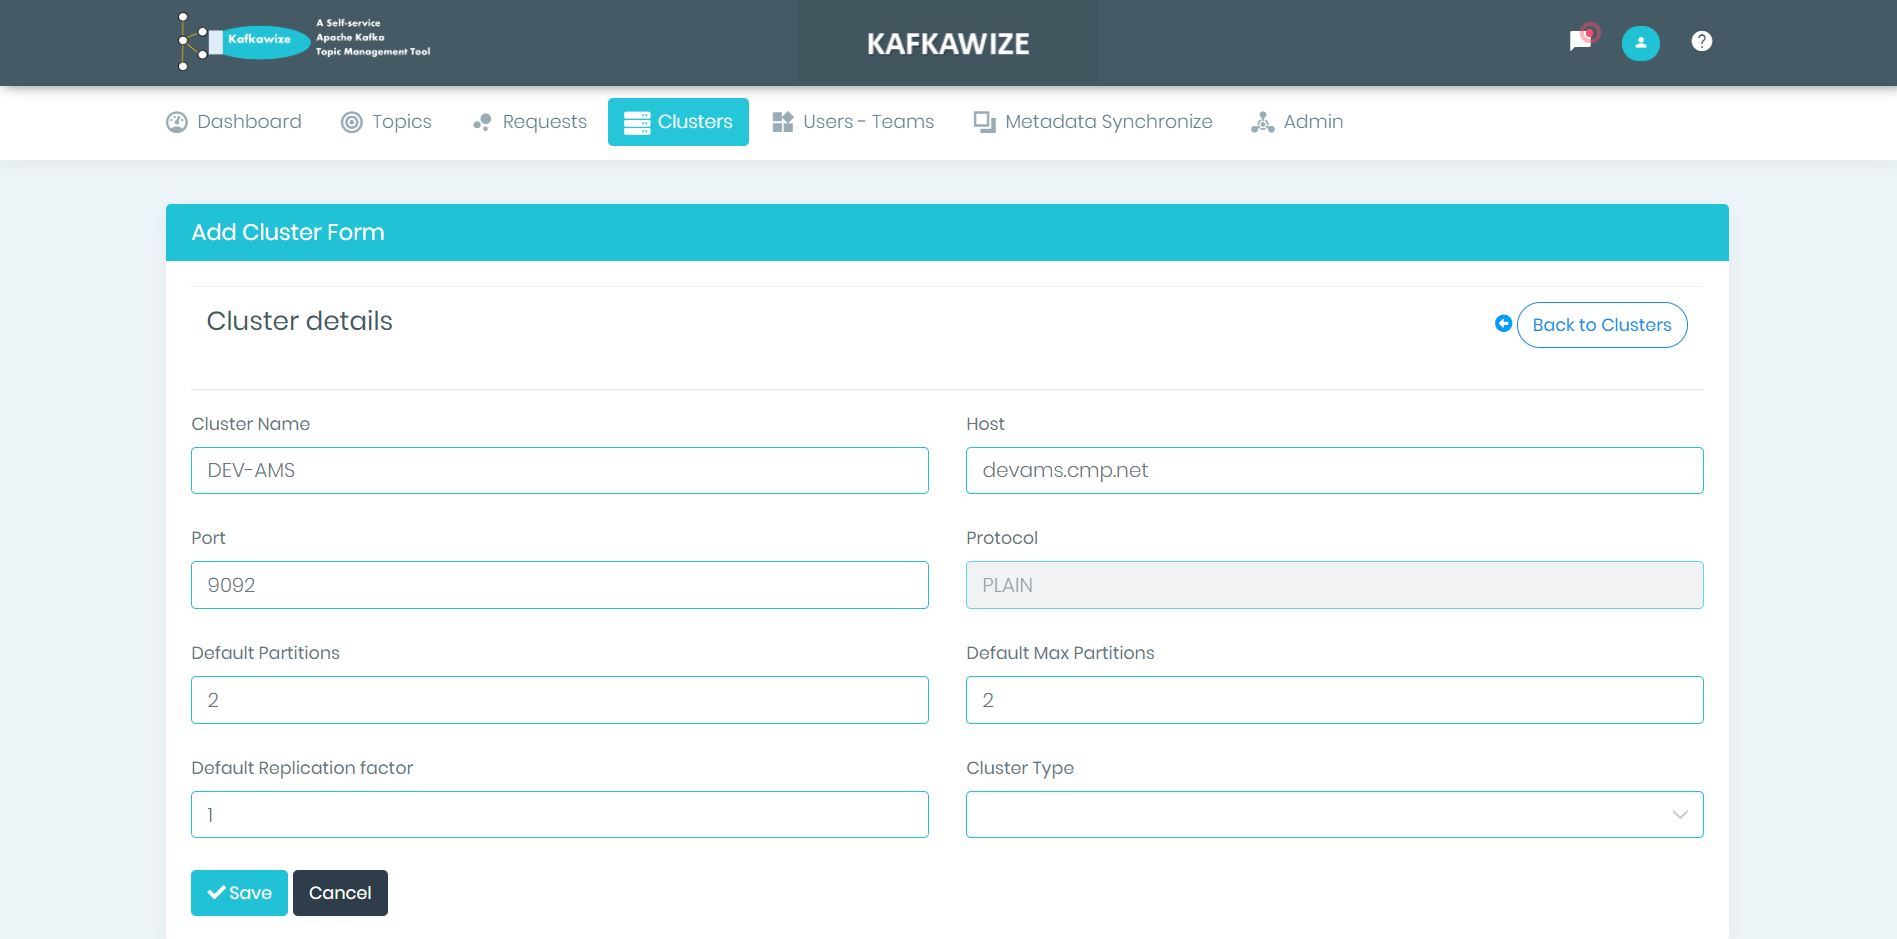 Kafkawize
A Self-service
Apache Kafka
Topic Management Tool
KAFKAWIZE
Dashboard Topics Requests Clusters Users - Teams Metadata Synchronize Admin
Add Cluster Form
Cluster details
Back to Clusters
Cluster Name Host
DEV-AMS devams.cmp.net
Port Protocol
9092 PLAIN
Default Partitions Default Max Partitions
2 2
Default Replication factor Cluster Type
1
Save Cancel